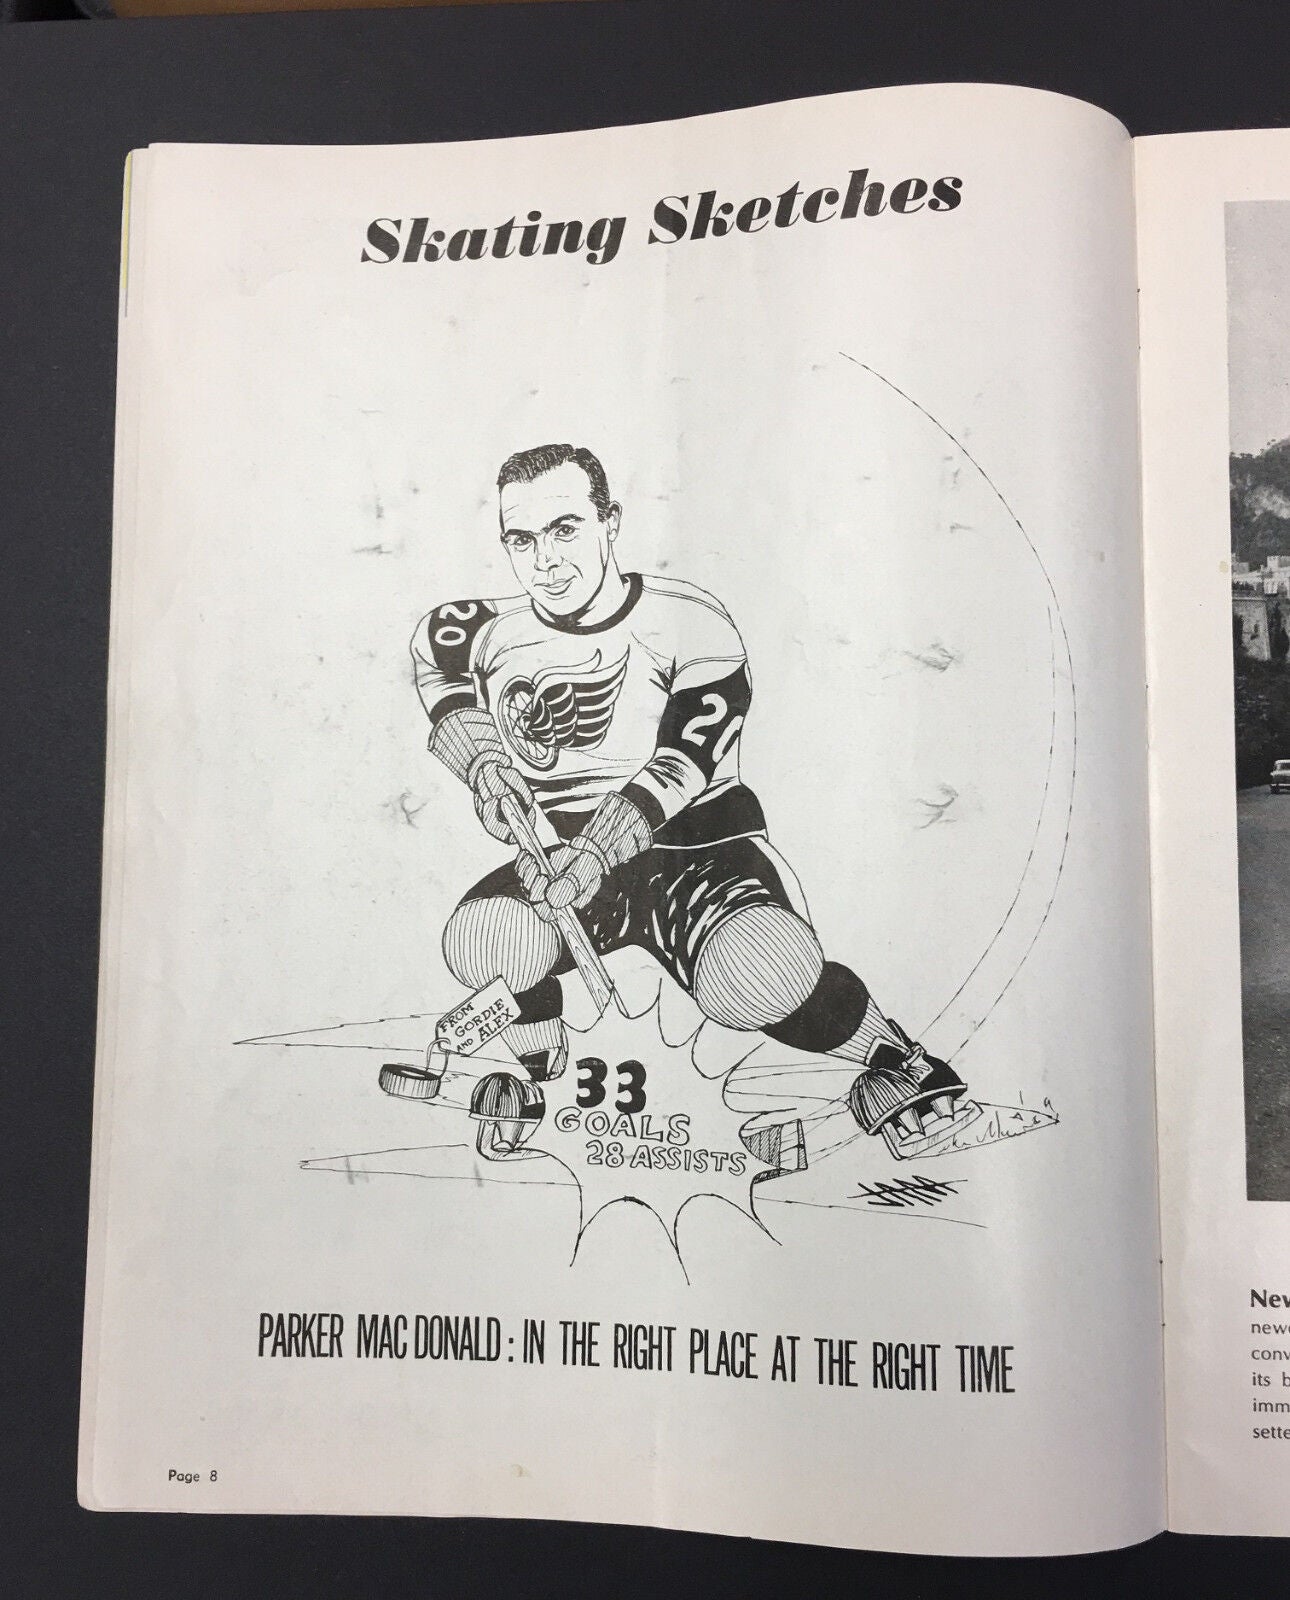 Skating Sketches
20
20
FROM
GORDIE
AND ALEX
33
GOALS
28 ASSISTS
PARKER MAC DONALD: IN THE RIGHT PLACE AT THE RIGHT TIME
Page 8
New
newe
conv
its b
imm
sette